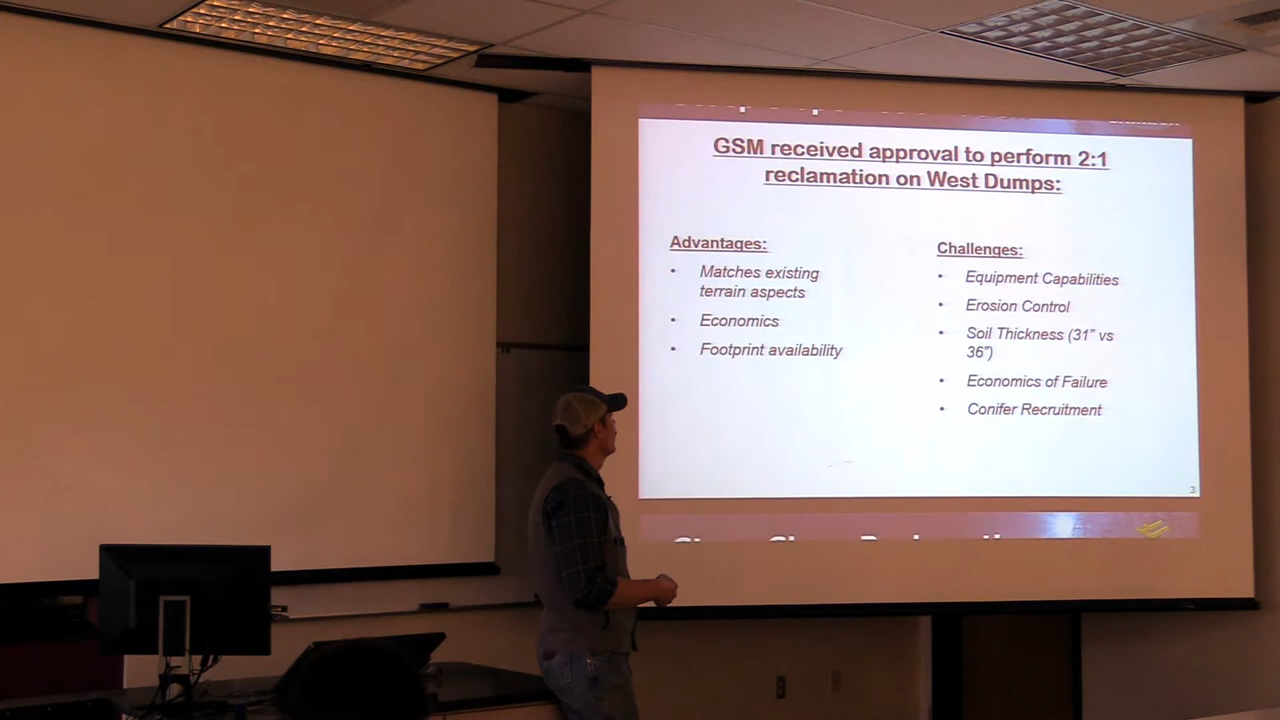 GSM received approval to perform 2:1
reclamation on West Dumps:
Advantages:
• Matches existing
terrain aspects
• Economics
• Footprint availability
Challenges:
• Equipment Capabilities
• Erosion Control
• Soil Thickness (31” vs
36”)
• Economics of Failure
• Conifer Recruitment
3